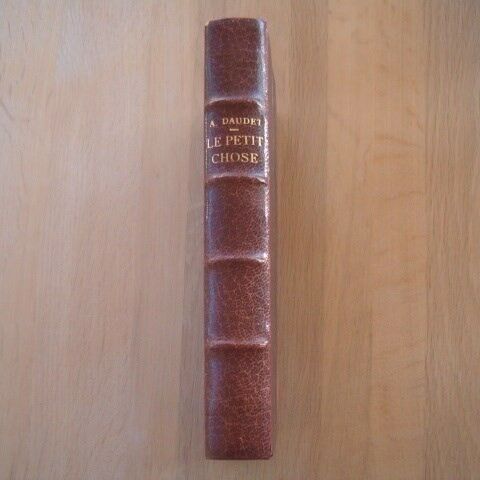 A. DAUDET
LE PETIT
CHOSE